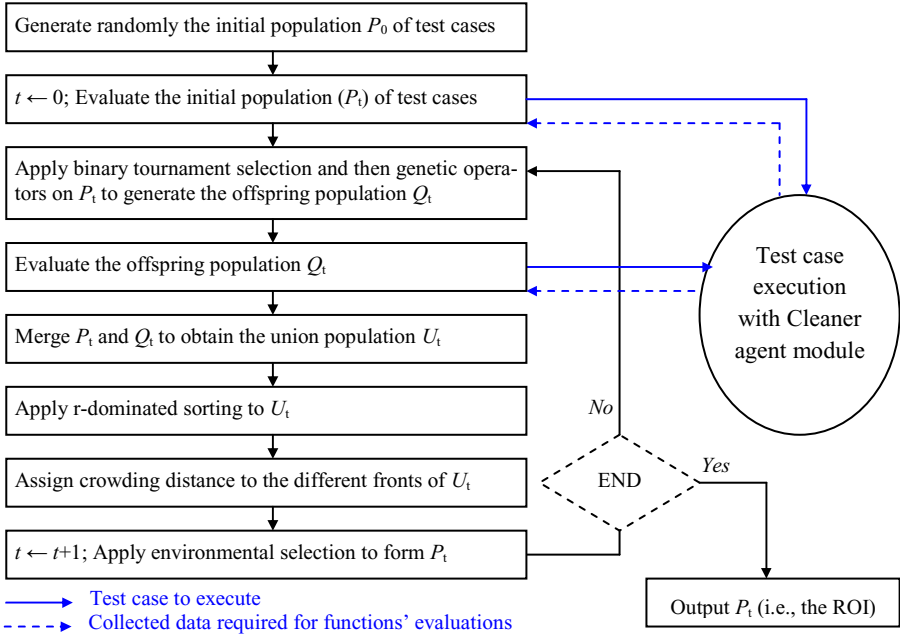 Generate randomly the initial population P₀ of test cases
t ← 0; Evaluate the initial population (Pₜ) of test cases
Apply binary tournament selection and then genetic opera-
tors on Pₜ to generate the offspring population Qₜ
Evaluate the offspring population Qₜ
Merge Pₜ and Qₜ to obtain the union population Uₜ
Apply r-dominated sorting to Uₜ
Assign crowding distance to the different fronts of Uₜ
t ← t+1; Apply environmental selection to form Pₜ
Test case
execution
with Cleaner
agent module
No
END
Yes
Output Pₜ (i.e., the ROI)
Test case to execute
Collected data required for functions’ evaluations